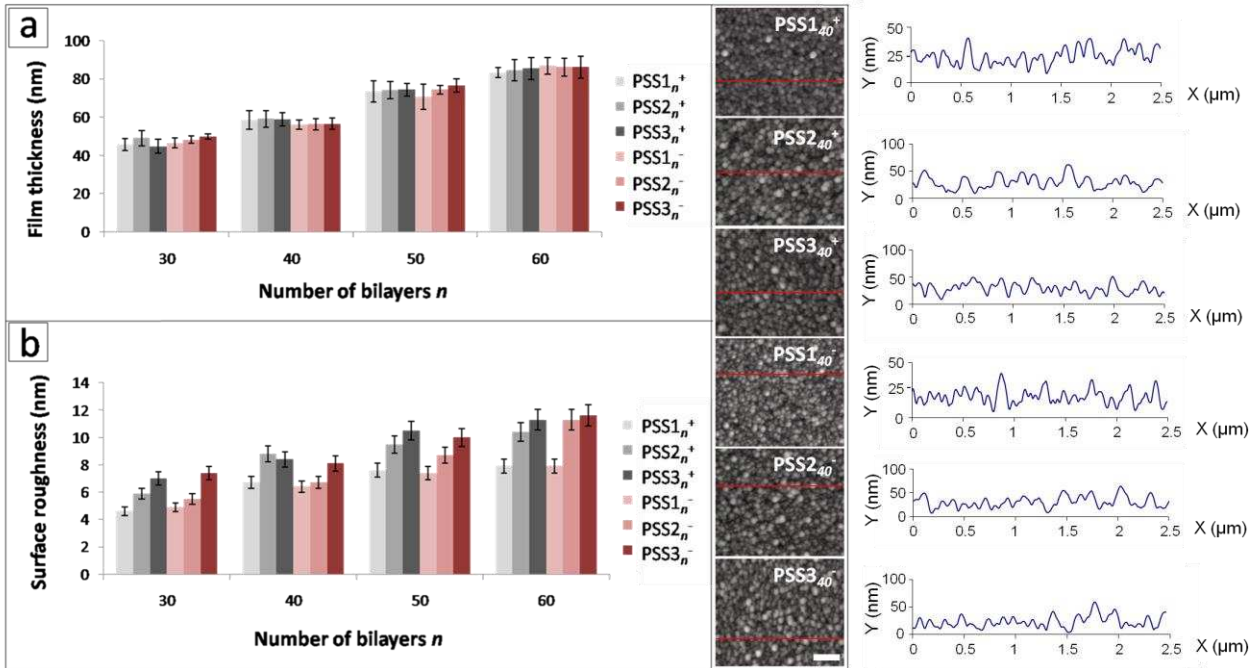 a
Film thickness (nm)
100
80
60
40
20
0
30 40 50 60
Number of bilayers n
PSS1n+
PSS2n+
PSS3n+
PSS1n-
PSS2n-
PSS3n-
b
Surface roughness (nm)
14
12
10
8
6
4
2
0
30 40 50 60
Number of bilayers n
PSS1n+
PSS2n+
PSS3n+
PSS1n-
PSS2n-
PSS3n-
PSS140+
PSS240+
PSS340+
PSS140-
PSS240-
PSS340-
Y (nm)
50
25
0
0 0.5 1 1.5 2 2.5
X (µm)
Y (nm)
100
50
0
0 0.5 1 1.5 2 2.5
X (µm)
Y (nm)
100
50
0
0 0.5 1 1.5 2 2.5
X (µm)
Y (nm)
50
25
0
0 0.5 1 1.5 2 2.5
X (µm)
Y (nm)
100
50
0
0 0.5 1 1.5 2 2.5
X (µm)
Y (nm)
100
50
0
0 0.5 1 1.5 2 2.5
X (µm)